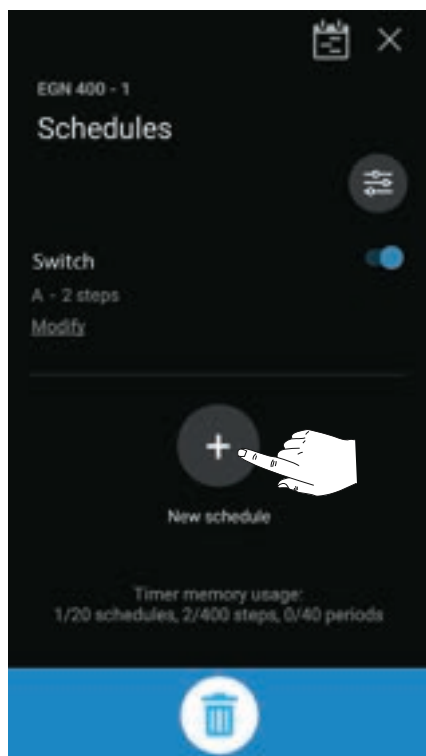 EGN 400 - 1
Schedules
Switch
A - 2 steps
Modify
New schedule
Timer memory usage:
1/20 schedules, 2/400 steps, 0/40 periods